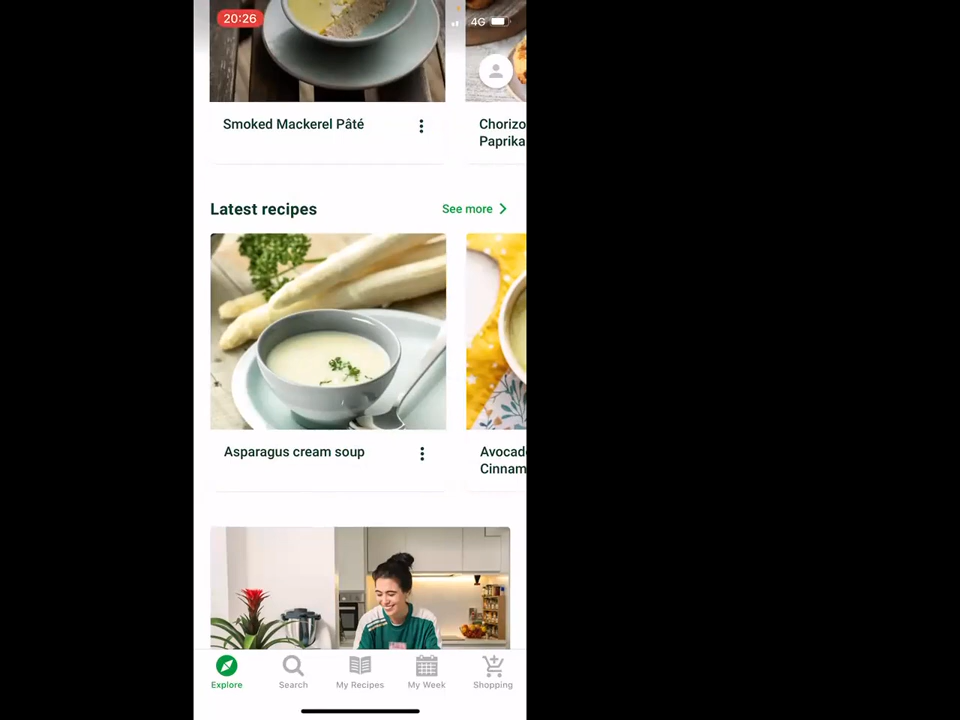 20:26
4G
Smoked Mackerel Pâté
Chorizo
Paprika
Latest recipes
See more
Asparagus cream soup
Avocad
Cinnam
Explore
Search
My Recipes
My Week
Shopping